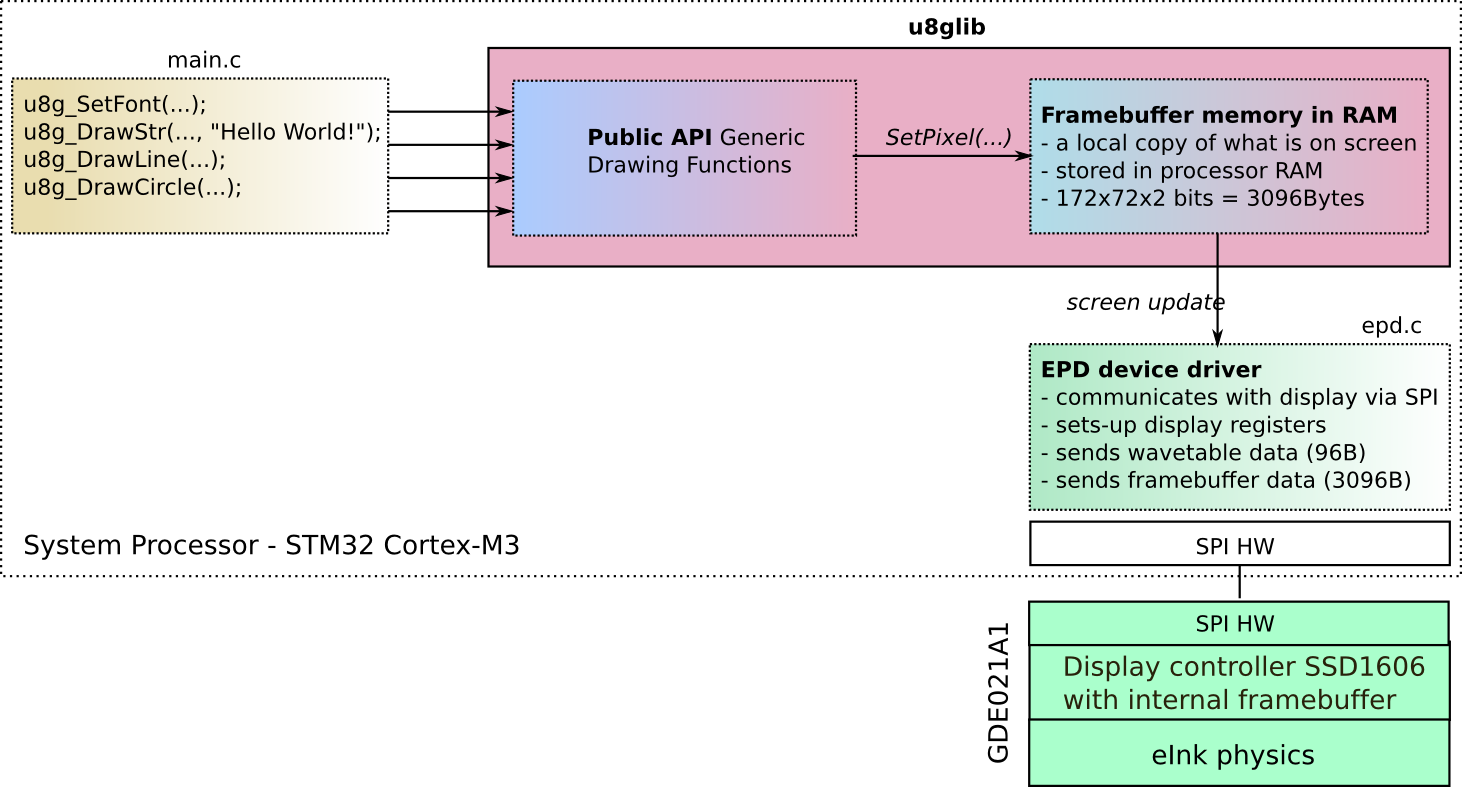 u8glib
main.c
u8g_SetFont(...);
u8g_DrawStr(..., "Hello World!");
u8g_DrawLine(...);
u8g_DrawCircle(...);
Public API Generic
Drawing Functions
SetPixel(...)
Framebuffer memory in RAM
- a local copy of what is on screen
- stored in processor RAM
- 172x72x2 bits = 3096Bytes
screen update
epd.c
EPD device driver
- communicates with display via SPI
- sets-up display registers
- sends wavetable data (96B)
- sends framebuffer data (3096B)
System Processor - STM32 Cortex-M3
SPI HW
GDE021A1
SPI HW
Display controller SSD1606
with internal framebuffer
eInk physics